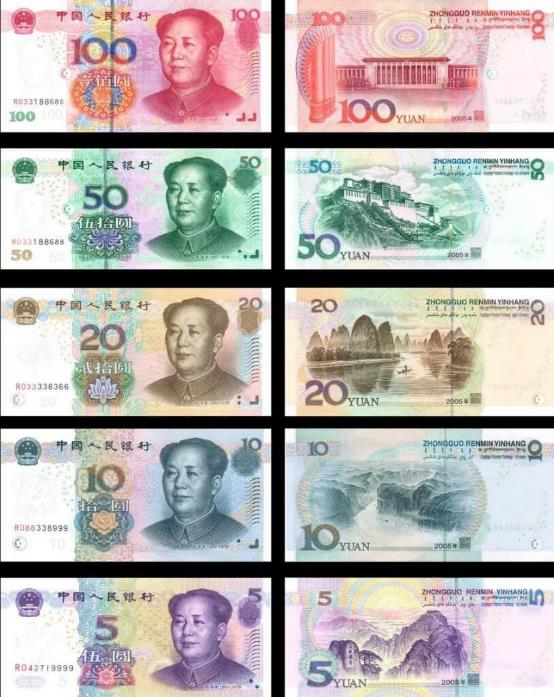 中国人民银行
100
100
壹佰圆
R033188686
100
100
100
ZHONGGUO RENMIN YINHANG
100
100 YUAN
2005年
中国人民银行
50
50
伍拾圆
R033188688
50
50
50
ZHONGGUO RENMIN YINHANG
50
50 YUAN
2005年
中国人民银行
20
20
贰拾圆
R033338366
20
20
ZHONGGUO RENMIN YINHANG
20
20 YUAN
2005年
中国人民银行
10
10
拾圆
R088338999
10
10
ZHONGGUO RENMIN YINHANG
10
10 YUAN
2005年
中国人民银行
5
5
伍圆
R042719999
5
5
ZHONGGUO RENMIN YINHANG
5
5 YUAN
2005年